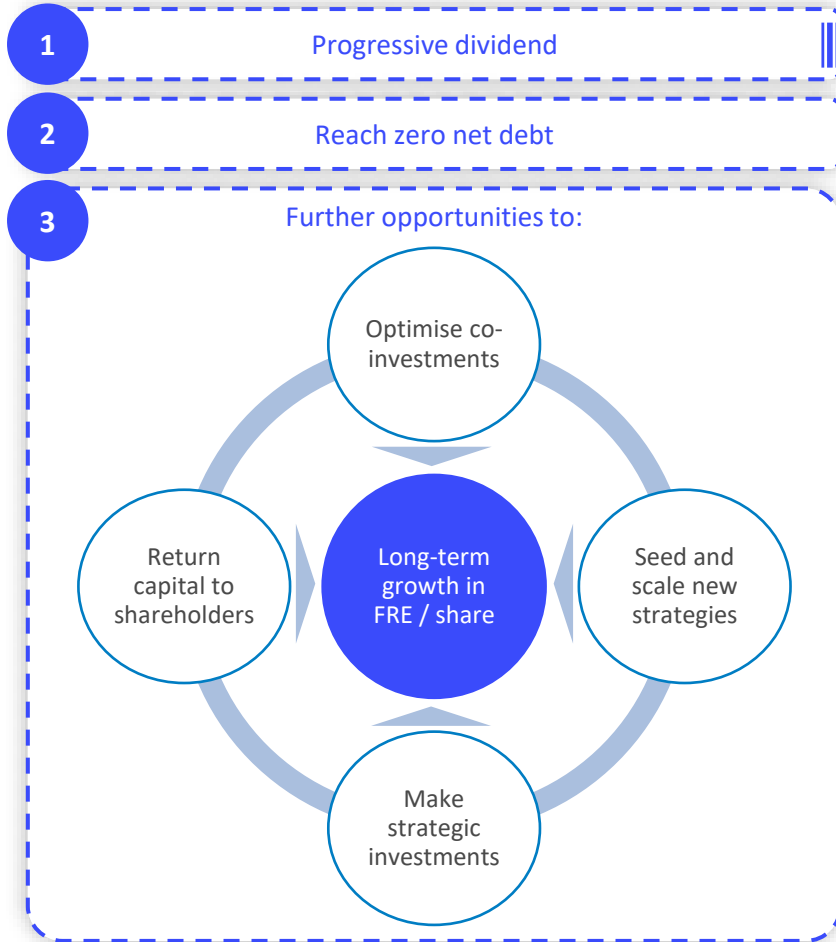 1
Progressive dividend
2
Reach zero net debt
3
Further opportunities to:
Optimise co-
investments
Return
capital to
shareholders
Long-term
growth in
FRE / share
Seed and
scale new
strategies
Make
strategic
investments